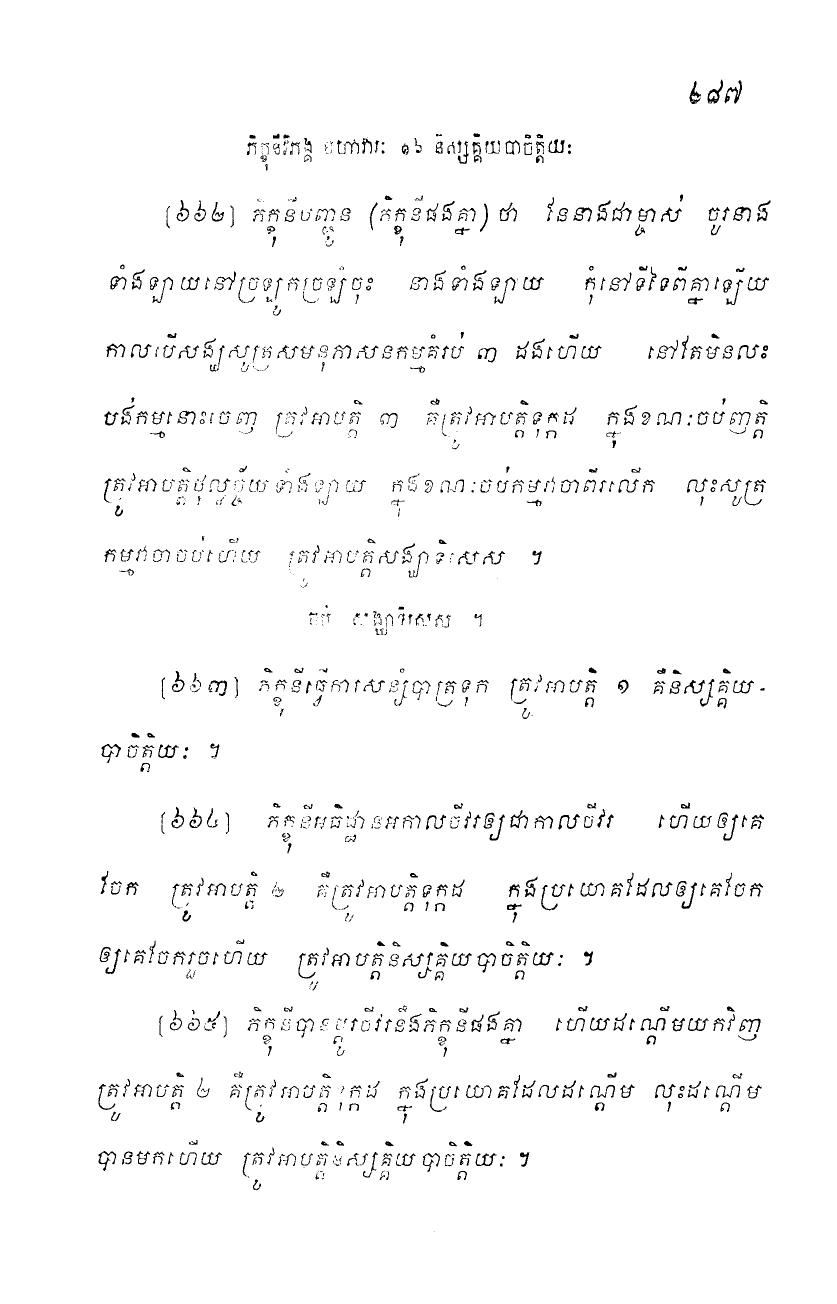 ២៨៧
ភិក្ខុនីវិភង្គ មហាវារៈ ១៦ និស្សគ្គិយបាចិត្តិយៈ
[៦៦២] ភិក្ខុនីបញ្ជូន (ភិក្ខុនីផងគ្នា) ថា នែនាងជាម្ចាស់ ចូរនាង
ទាំងឡាយនៅច្រឡូកច្រឡំចុះ នាងទាំងឡាយ កុំនៅទីទៃពីគ្នាឡើយ
កាលបើសង្ឃសូត្រសមនុភាសនកម្មគំរប់ ៣ ដងហើយ នៅតែមិនលះ
បង់កម្មនោះចេញ ត្រូវអាបត្តិ ៣ គឺត្រូវអាបត្តិទុក្កដ ក្នុងខណៈចប់ញត្តិ
ត្រូវអាបត្តិថុល្លច្ច័យទាំងឡាយ ក្នុងខណៈចប់កម្មវាចាពីរលើក លុះសូត្រ
កម្មវាចាចប់ហើយ ត្រូវអាបត្តិសង្ឃាទិសេស ។
ចប់ សង្ឃាទិសេស ។
[៦៦៣] ភិក្ខុនីធ្វើការសន្សំបាត្រទុក ត្រូវអាបត្តិ ១ គឺនិស្សគ្គិយ-
បាចិត្តិយៈ ។
[៦៦៤] ភិក្ខុនីអធិដ្ឋានអកាលចីវរឲ្យជាកាលចីវរ ហើយឲ្យគេ
ចែក ត្រូវអាបត្តិ ២ គឺត្រូវអាបត្តិទុក្កដ ក្នុងប្រយោគដែលឲ្យគេចែក
ឲ្យគេចែករួចហើយ ត្រូវអាបត្តិនិស្សគ្គិយបាចិត្តិយៈ ។
[៦៦៥] ភិក្ខុនីបានប្តូរចីវរនឹងភិក្ខុនីផងគ្នា ហើយដណ្តើមយកវិញ
ត្រូវអាបត្តិ ២ គឺត្រូវអាបត្តិទុក្កដ ក្នុងប្រយោគដែលដណ្តើម លុះដណ្តើម
បានមកហើយ ត្រូវអាបត្តិនិស្សគ្គិយបាចិត្តិយៈ ។